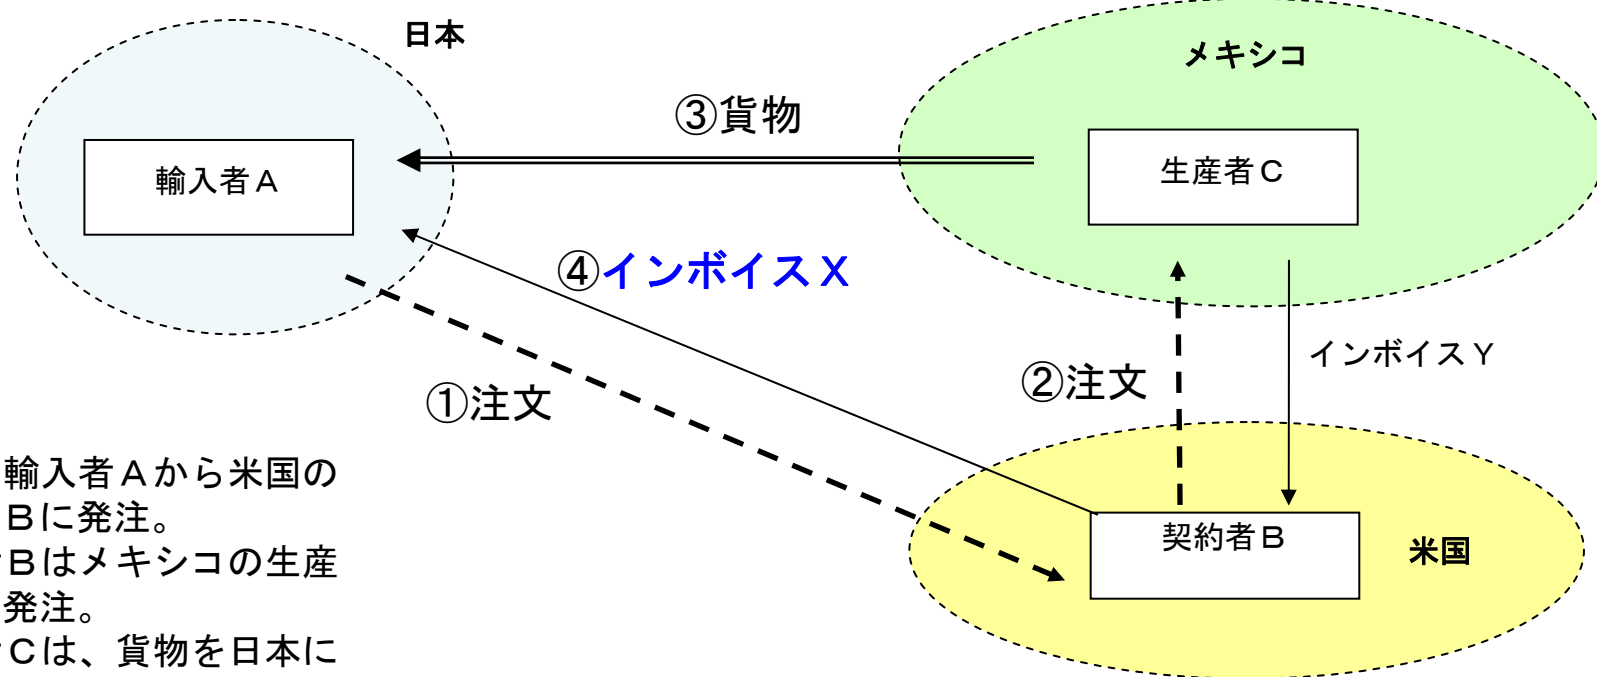 日本
メキシコ
③貨物
輸入者A
生産者C
④インボイスX
インボイスY
①注文
②注文
輸入者Aから米国の
Bに発注。
契約者B
米国
Bはメキシコの生産
発注。
Cは、貨物を日本に